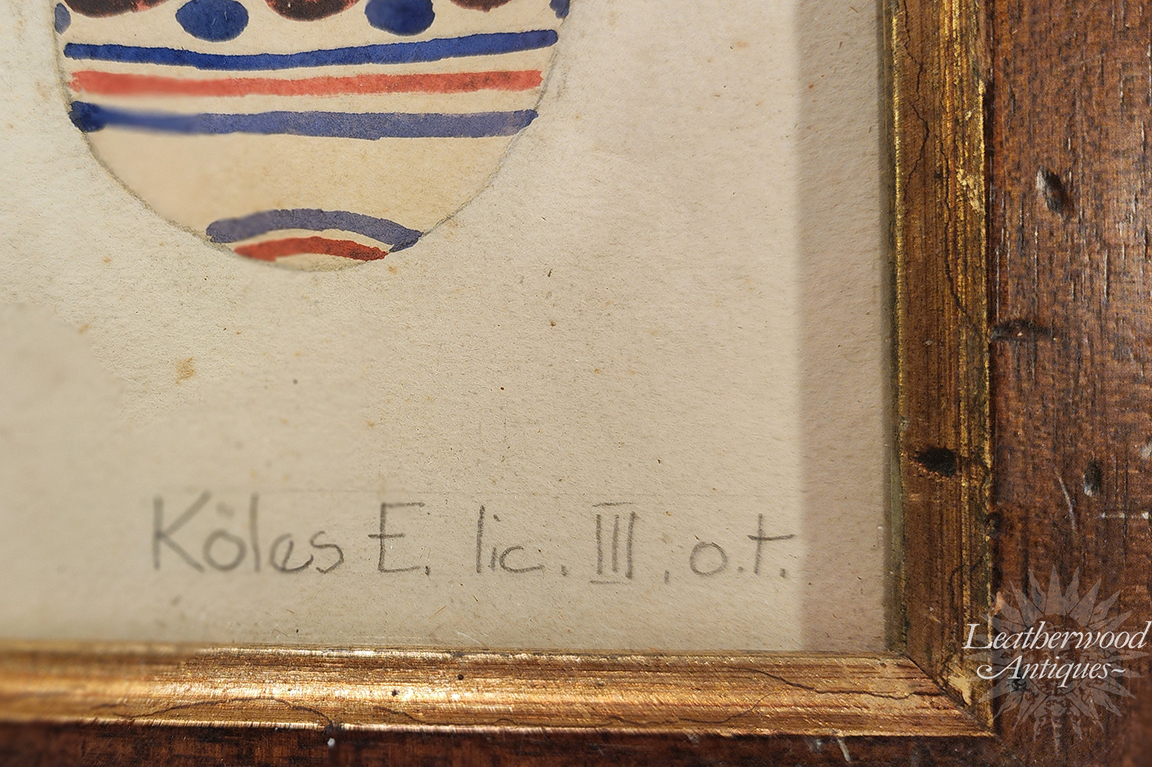 Köles E. lic. III. o.t.
Leatherwood
Antiques~